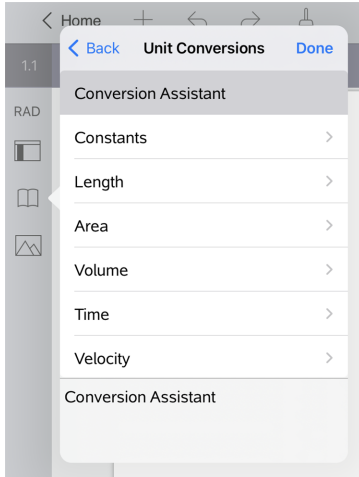 Home
Back Unit Conversions Done
1.1
Conversion Assistant
RAD
Constants
Length
Area
Volume
Time
Velocity
Conversion Assistant